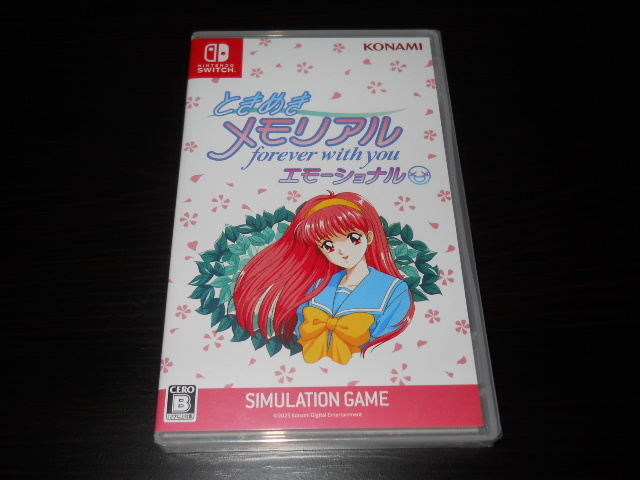 NINTENDO
SWITCH™
KONAMI
ときめき
メモリアル
forever with you
エモーショナル
CERO
B
SIMULATION GAME
©2025 Konami Digital Entertainment